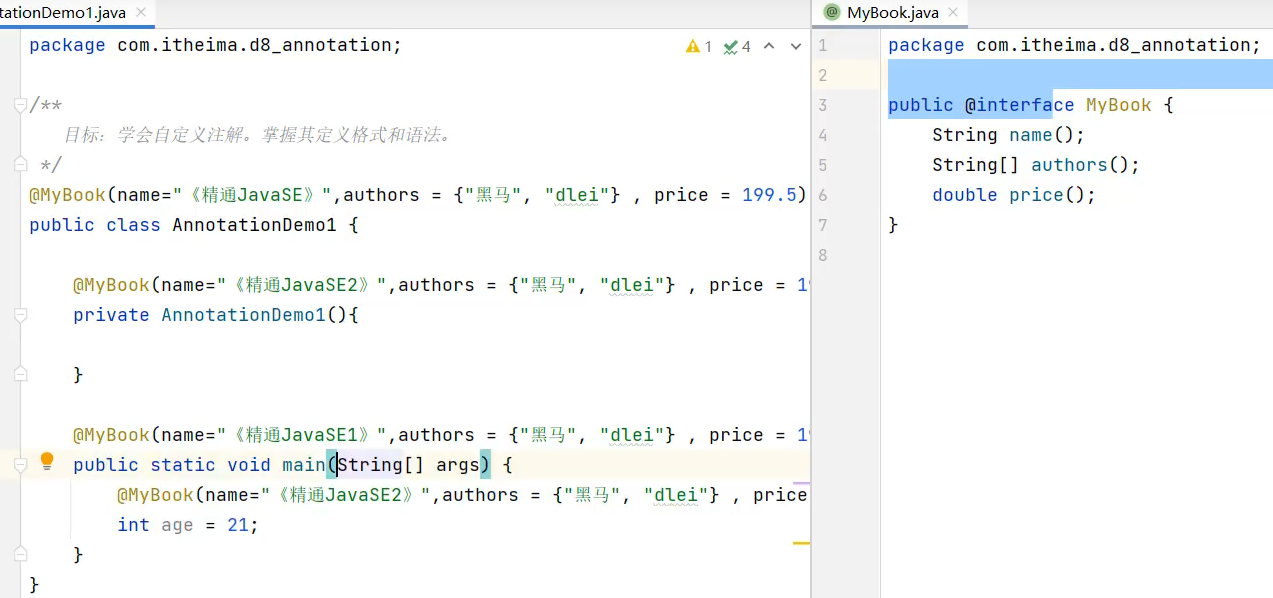 tationDemo1.java
package com.itheima.d8_annotation;
1 4
/**
目标：学会自定义注解。掌握其定义格式和语法。
*/
@MyBook(name="《精通JavaSE》",authors = {"黑马", "dlei"} , price = 199.5)
public class AnnotationDemo1 {
@MyBook(name="《精通JavaSE2》",authors = {"黑马", "dlei"} , price = 19
private AnnotationDemo1(){
}
@MyBook(name="《精通JavaSE1》",authors = {"黑马", "dlei"} , price = 19
public static void main(String[] args) {
@MyBook(name="《精通JavaSE2》",authors = {"黑马", "dlei"} , price
int age = 21;
}
}
@ MyBook.java
1 package com.itheima.d8_annotation;
2
3 public @interface MyBook {
4 String name();
5 String[] authors();
6 double price();
7 }
8